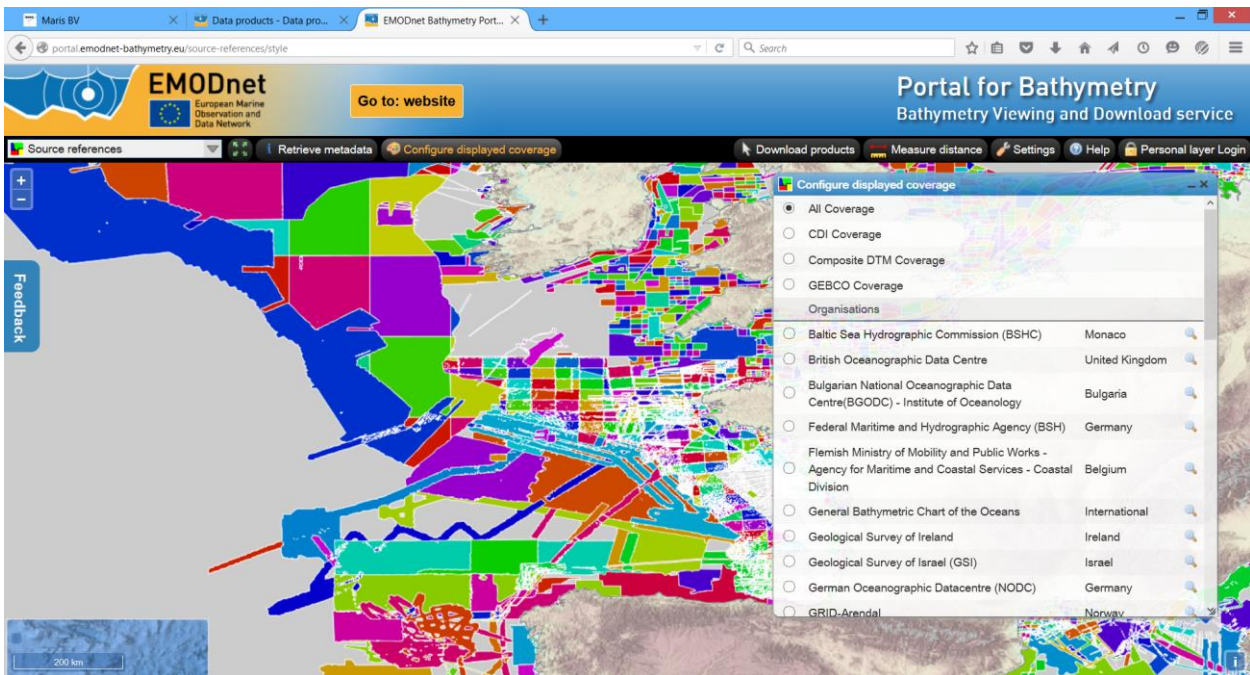 Maris BV
Data products - Data pro...
EMODnet Bathymetry Port...
portal.emodnet-bathymetry.eu/source-references/style
Search
EMODnet
European Marine
Observation and
Data Network
Go to: website
Portal for Bathymetry
Bathymetry Viewing and Download service
Source references
Retrieve metadata
Configure displayed coverage
Download products
Measure distance
Settings
Help
Personal layer Login
+
-
Feedback
Configure displayed coverage
All Coverage
CDI Coverage
Composite DTM Coverage
GEBCO Coverage
Organisations
Baltic Sea Hydrographic Commission (BSHC) Monaco
British Oceanographic Data Centre United Kingdom
Bulgarian National Oceanographic Data
Centre(BGODC) - Institute of Oceanology Bulgaria
Federal Maritime and Hydrographic Agency (BSH) Germany
Flemish Ministry of Mobility and Public Works -
Agency for Maritime and Coastal Services - Coastal Belgium
Division
General Bathymetric Chart of the Oceans International
Geological Survey of Ireland Ireland
Geological Survey of Israel (GSI) Israel
German Oceanographic Datacentre (NODC) Germany
GRID-Arendal Norway
200 km
i